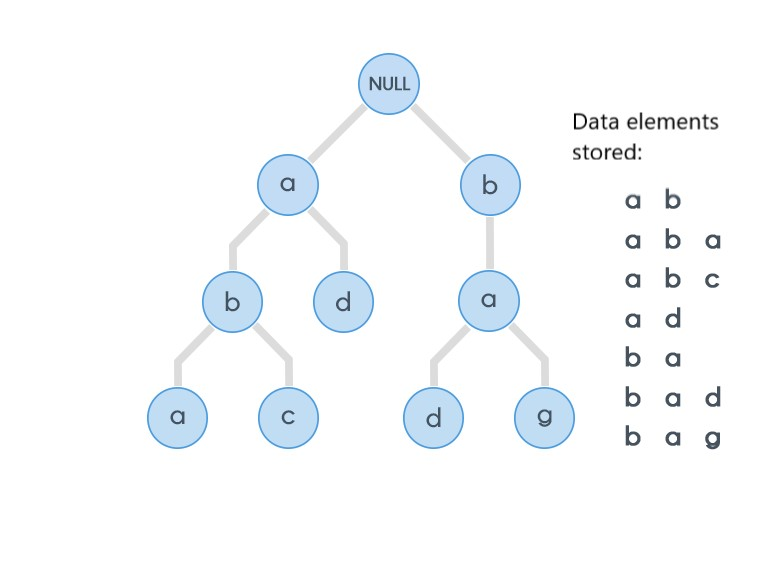 NULL
a b
b d a
a c d g
Data elements
stored:
a b
a b a
a b c
a d
b a
b a d
b a g